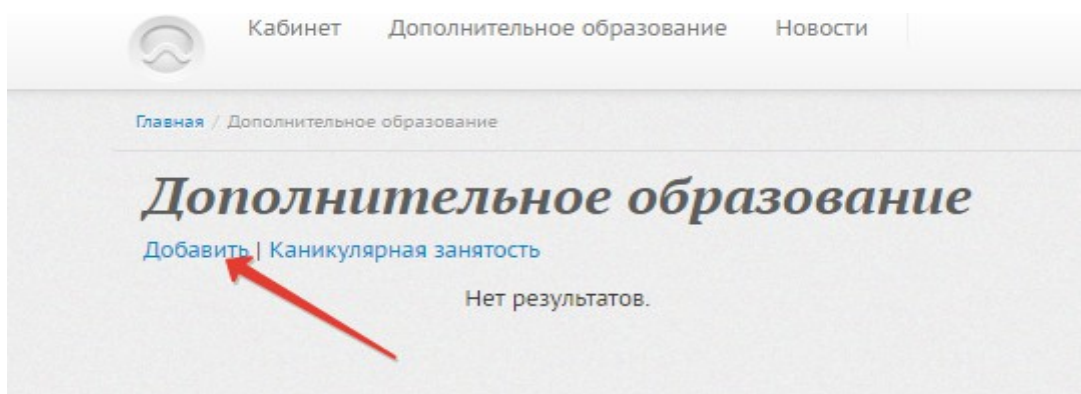 Кабинет Дополнительное образование Новости
Главная / Дополнительное образование
Дополнительное образование
Добавить | Каникулярная занятость
Нет результатов.